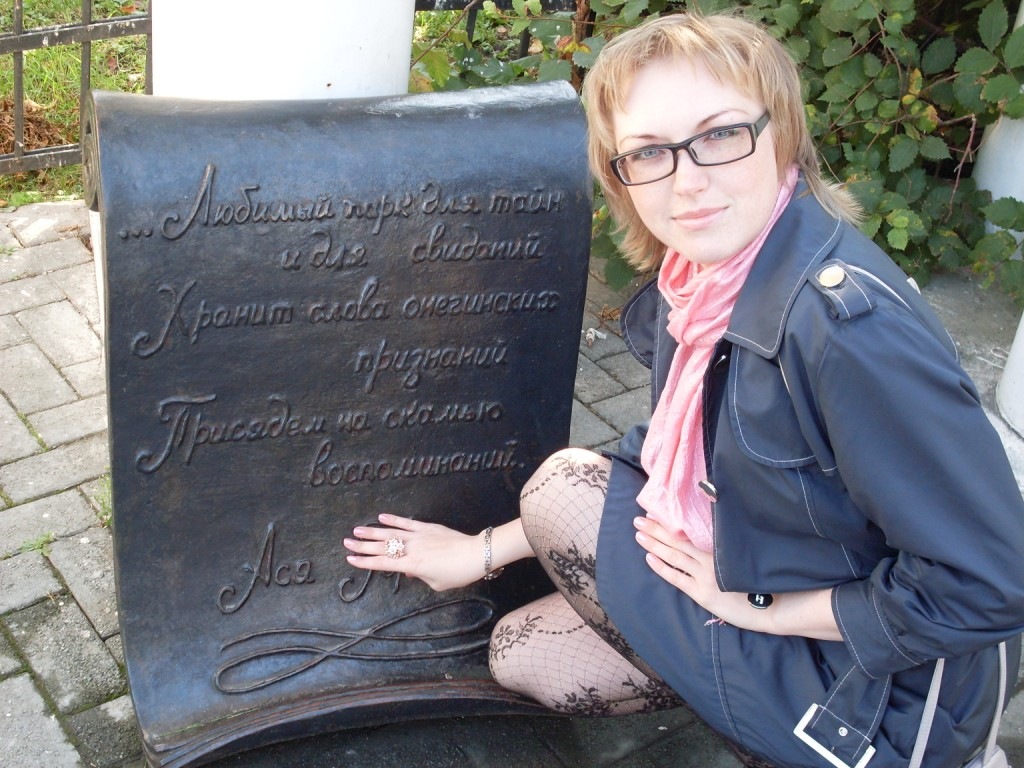 ... Любимый парк для тайн
и для свиданий
Хранит слова онегинских
признаний
Присядем на скамью
воспоминаний.
Ася